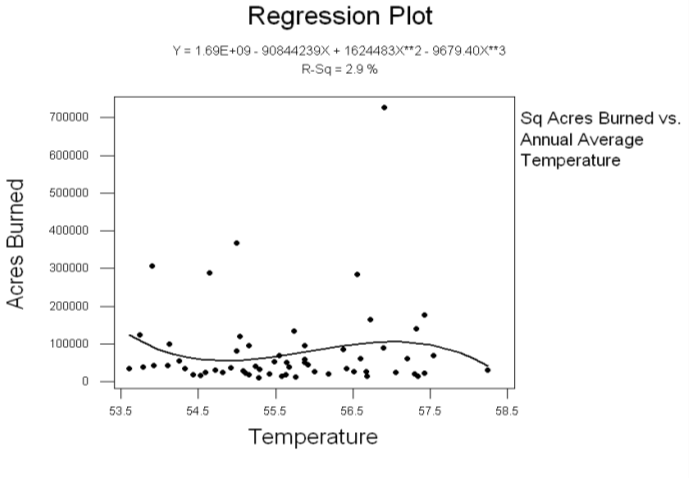 Regression Plot
Y = 1.69E+09 - 90844239X + 1624483X**2 - 9679.40X**3
R-Sq = 2.9 %
700000
600000
500000
400000
300000
200000
100000
0
Acres Burned
53.5 54.5 55.5 56.5 57.5 58.5
Temperature
Sq Acres Burned vs.
Annual Average
Temperature